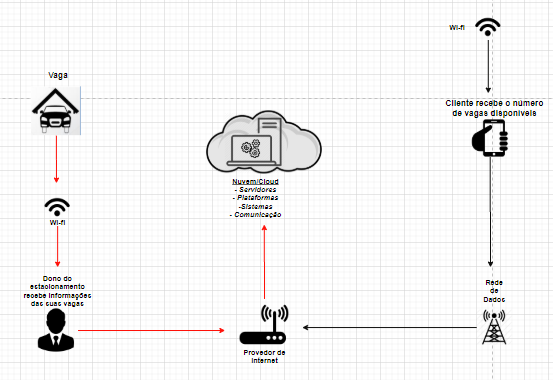 Wi-fi
Vaga
Cliente recebe o número
de vagas disponíveis
Nuvem/Cloud
- Servidores
- Plataformas
-Sistemas
- Comunicação
Wi-fi
Dono do
estacionamento
recebe informações
das suas vagas
Rede
de
Dados
Provedor de
Internet